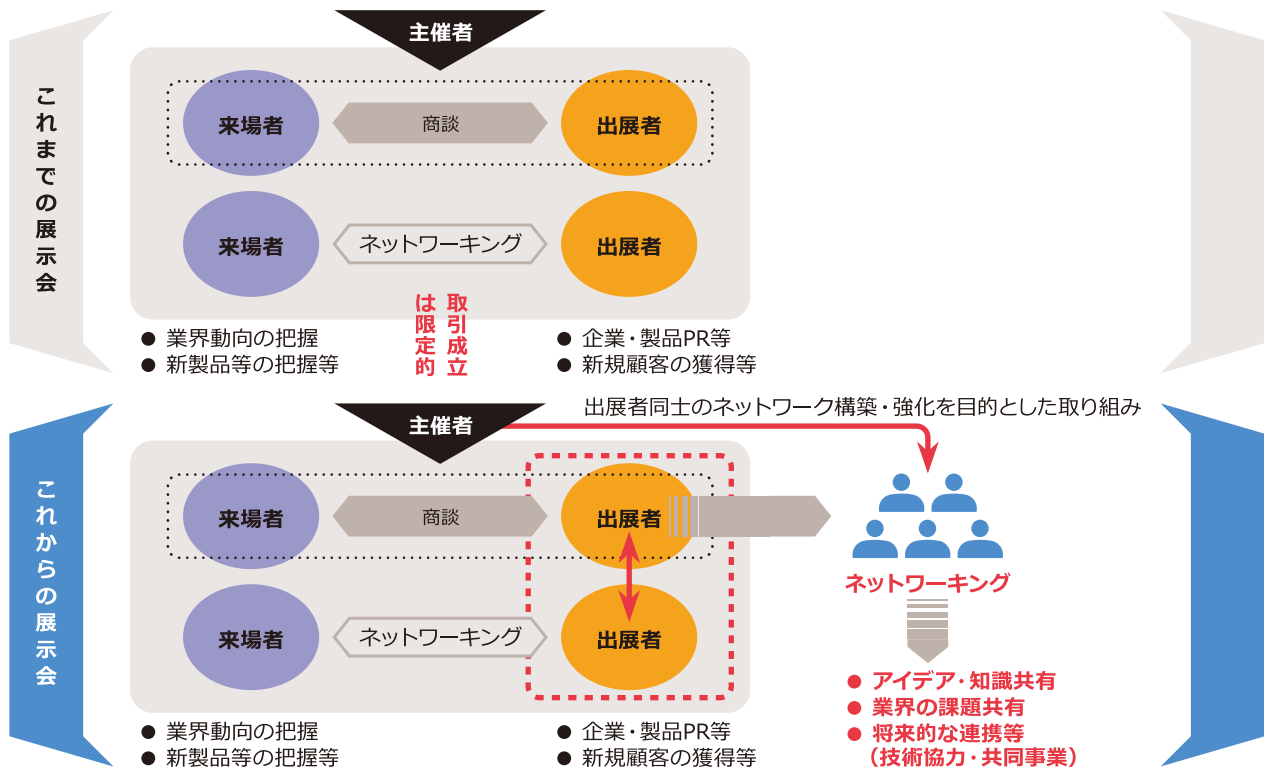 これまでの展示会
主催者
来場者
商談
出展者
来場者
ネットワーキング
出展者
取引成立
は限定的
● 業界動向の把握
● 新製品等の把握等
● 企業・製品PR等
● 新規顧客の獲得等
これからの展示会
主催者
出展者同士のネットワーク構築・強化を目的とした取り組み
来場者
商談
出展者
来場者
ネットワーキング
出展者
● 業界動向の把握
● 新製品等の把握等
● 企業・製品PR等
● 新規顧客の獲得等
ネットワーキング
● アイデア・知識共有
● 業界の課題共有
● 将来的な連携等
（技術協力・共同事業）